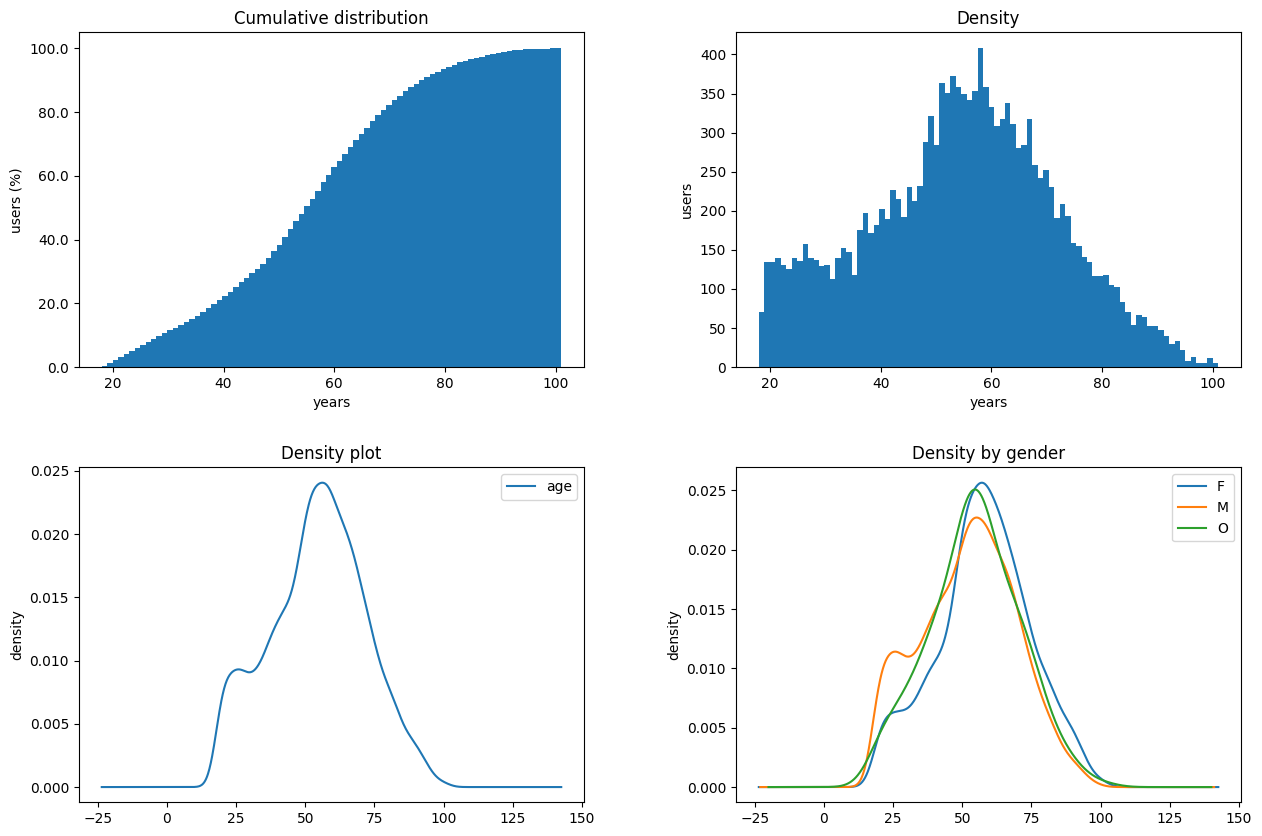 Cumulative distribution
100.0
80.0
60.0
40.0
20.0
0.0
users (%)
20 40 60 80 100
years
Density
400
350
300
250
200
150
100
50
0
users
20 40 60 80 100
years
Density plot
0.025
0.020
0.015
0.010
0.005
0.000
density
age
−25 0 25 50 75 100 125 150
Density by gender
0.025
0.020
0.015
0.010
0.005
0.000
density
F
M
O
−25 0 25 50 75 100 125 150